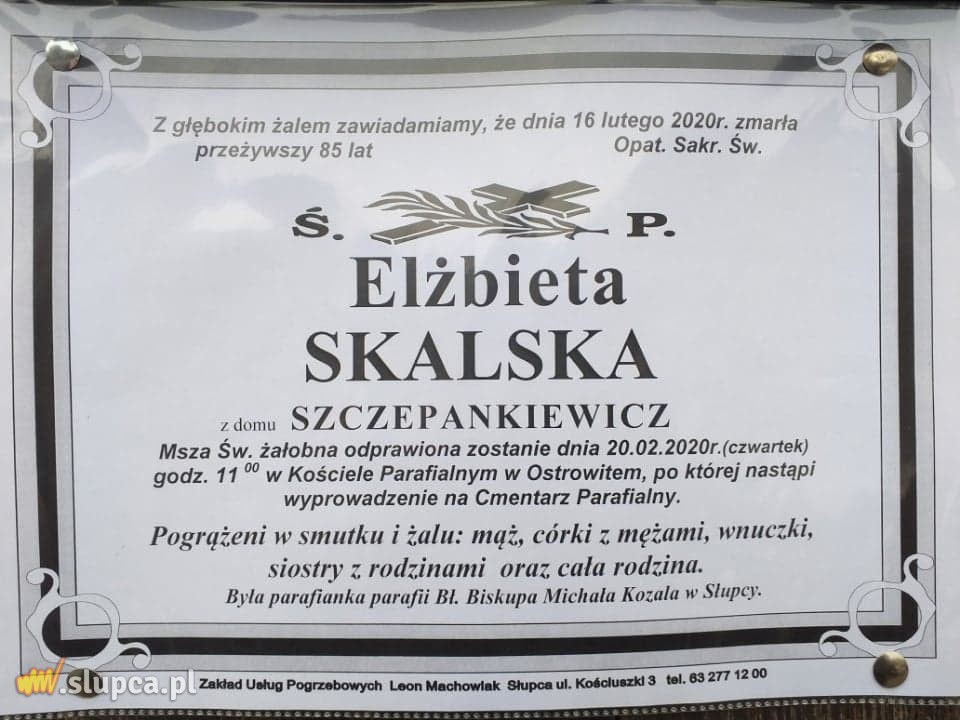 Z głębokim żalem zawiadamiamy, że dnia 16 lutego 2020r. zmarła
przeżywszy 85 lat Opat. Sakr. Św.
Ś. P.
Elżbieta
SKALSKA
z domu SZCZEPANKIEWICZ
Msza Św. żałobna odprawiona zostanie dnia 20.02.2020r.(czwartek)
godz. 11 00 w Kościele Parafialnym w Ostrowitem, po której nastąpi
wyprowadzenie na Cmentarz Parafialny.
Pogrążeni w smutku i żalu: mąż, córki z mężami, wnuczki,
siostry z rodzinami oraz cała rodzina.
Była parafianka parafii Bł. Biskupa Michała Kozala w Słupcy.
Zakład Usług Pogrzebowych Leon Machowiak Słupca ul. Kościuszki 3 tel. 63 277 12 00
www.slupca.pl